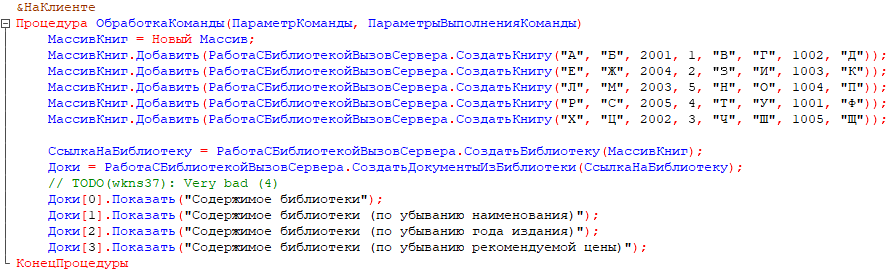 &НаКлиенте
Процедура ОбработкаКоманды(ПараметрКоманды, ПараметрыВыполненияКоманды)
МассивКниг = Новый Массив;
МассивКниг.Добавить(РаботаСБиблиотекойВызовСервера.СоздатьКнигу("А", "Б", 2001, 1, "В", "Г", 1002, "Д"));
МассивКниг.Добавить(РаботаСБиблиотекойВызовСервера.СоздатьКнигу("Е", "Ж", 2004, 2, "З", "И", 1003, "К"));
МассивКниг.Добавить(РаботаСБиблиотекойВызовСервера.СоздатьКнигу("Л", "М", 2003, 5, "Н", "О", 1004, "П"));
МассивКниг.Добавить(РаботаСБиблиотекойВызовСервера.СоздатьКнигу("Р", "С", 2005, 4, "Т", "У", 1001, "Ф"));
МассивКниг.Добавить(РаботаСБиблиотекойВызовСервера.СоздатьКнигу("Х", "Ц", 2002, 3, "Ч", "Ш", 1005, "Щ"));
СсылкаНаБиблиотеку = РаботаСБиблиотекойВызовСервера.СоздатьБиблиотеку(МассивКниг);
Доки = РаботаСБиблиотекойВызовСервера.СоздатьДокументыИзБиблиотеки(СсылкаНаБиблиотеку);
// TODO(wkns37): Very bad (4)
Доки[0].Показать("Содержимое библиотеки");
Доки[1].Показать("Содержимое библиотеки (по убыванию наименования)");
Доки[2].Показать("Содержимое библиотеки (по убыванию года издания)");
Доки[3].Показать("Содержимое библиотеки (по убыванию рекомендуемой цены)");
КонецПроцедуры